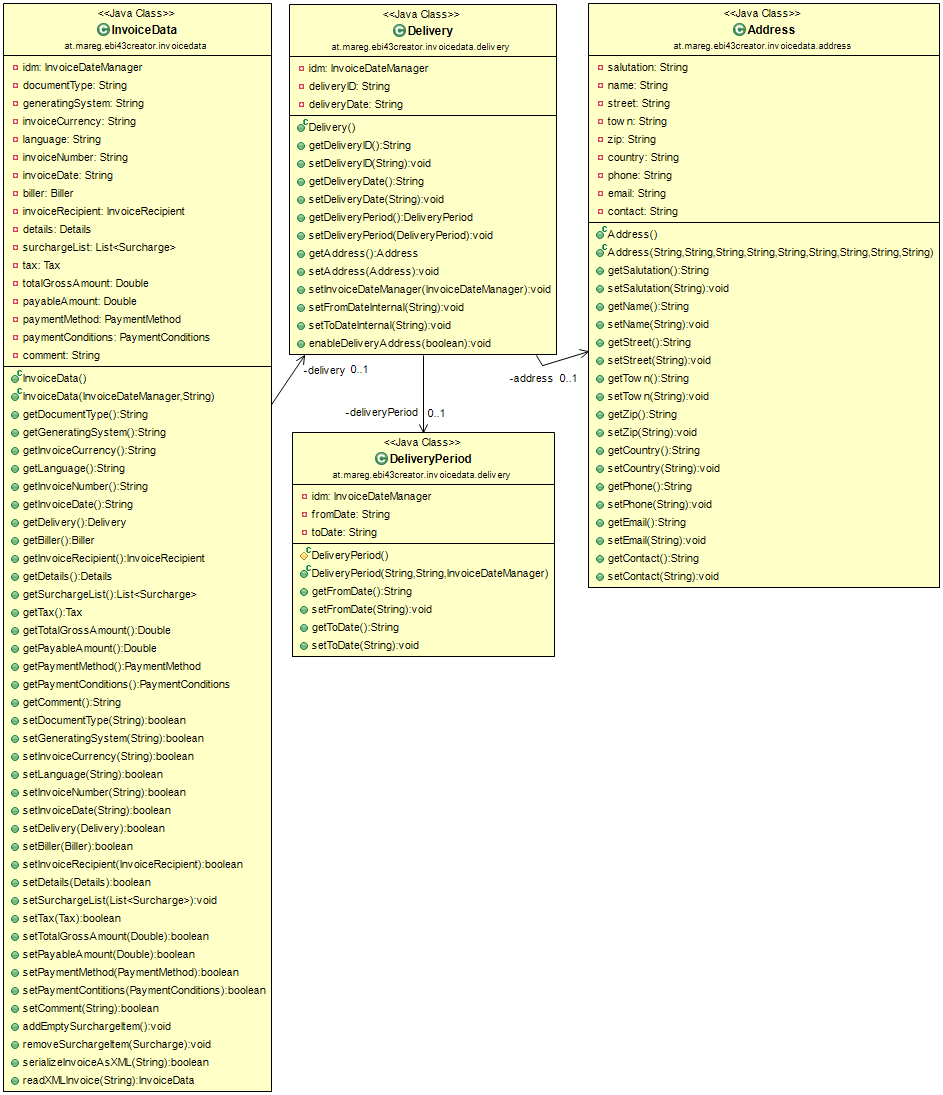 <<Java Class>>
InvoiceData
at.mareg.ebi43creator.invoicedata
idm: InvoiceDateManager
documentType: String
generatingSystem: String
invoiceCurrency: String
language: String
invoiceNumber: String
invoiceDate: String
biller: Biller
invoiceRecipient: InvoiceRecipient
details: Details
surchargeList: List<Surcharge>
tax: Tax
totalGrossAmount: Double
payableAmount: Double
paymentMethod: PaymentMethod
paymentConditions: PaymentConditions
comment: String
InvoiceData()
InvoiceData(InvoiceDateManager,String)
getDocumentType():String
getGeneratingSystem():String
getInvoiceCurrency():String
getLanguage():String
getInvoiceNumber():String
getInvoiceDate():String
getDelivery():Delivery
getBiller():Biller
getInvoiceRecipient():InvoiceRecipient
getDetails():Details
getSurchargeList():List<Surcharge>
getTax():Tax
getTotalGrossAmount():Double
getPayableAmount():Double
getPaymentMethod():PaymentMethod
getPaymentConditions():PaymentConditions
getComment():String
setDocumentType(String):boolean
setGeneratingSystem(String):boolean
setInvoiceCurrency(String):boolean
setLanguage(String):boolean
setInvoiceNumber(String):boolean
setInvoiceDate(String):boolean
setDelivery(Delivery):boolean
setBiller(Biller):boolean
setInvoiceRecipient(InvoiceRecipient):boolean
setDetails(Details):boolean
setSurchargeList(List<Surcharge>):void
setTax(Tax):boolean
setTotalGrossAmount(Double):boolean
setPayableAmount(Double):boolean
setPaymentMethod(PaymentMethod):boolean
setPaymentContitions(PaymentConditions):boolean
setComment(String):boolean
addEmptySurchargeItem():void
removeSurchargeItem(Surcharge):void
serializeInvoiceAsXML(String):boolean
readXMLInvoice(String):InvoiceData
<<Java Class>>
Delivery
at.mareg.ebi43creator.invoicedata.delivery
idm: InvoiceDateManager
deliveryID: String
deliveryDate: String
Delivery()
getDeliveryID():String
setDeliveryID(String):void
getDeliveryDate():String
setDeliveryDate(String):void
getDeliveryPeriod():DeliveryPeriod
setDeliveryPeriod(DeliveryPeriod):void
getAddress():Address
setAddress(Address):void
setInvoiceDateManager(InvoiceDateManager):void
setFromDateInternal(String):void
setToDateInternal(String):void
enableDeliveryAddress(boolean):void
-delivery 0..1
-address 0..1
-deliveryPeriod 0..1
<<Java Class>>
DeliveryPeriod
at.mareg.ebi43creator.invoicedata.delivery
idm: InvoiceDateManager
fromDate: String
toDate: String
DeliveryPeriod()
DeliveryPeriod(String,String,InvoiceDateManager)
getFromDate():String
setFromDate(String):void
getToDate():String
setToDate(String):void
<<Java Class>>
Address
at.mareg.ebi43creator.invoicedata.address
salutation: String
name: String
street: String
town: String
zip: String
country: String
phone: String
email: String
contact: String
Address()
Address(String,String,String,String,String,String,String,String,String)
getSalutation():String
setSalutation(String):void
getName():String
setName(String):void
getStreet():String
setStreet(String):void
getTown():String
setTown(String):void
getZip():String
setZip(String):void
getCountry():String
setCountry(String):void
getPhone():String
setPhone(String):void
getEmail():String
setEmail(String):void
getContact():String
setContact(String):void